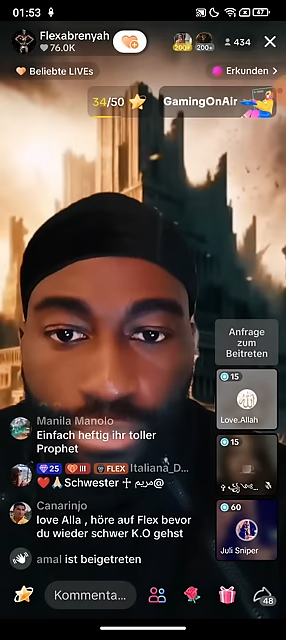 01:53
47
Flexabrenyah
76.0K
200+
200+
434
Beliebte LIVEs
Erkunden >
34/50
GamingOnAir
Anfrage
zum
Beitreten
15
Love.Allah
15
60
Juli Sniper
Manila Manolo
Einfach heftig ihr toller
Prophet
25 III FLEX Italiana_D...
Schwester @مريم
Canarinjo
love Alla , höre auf Flex bevor
du wieder schwer K.O gehst
amal ist beigetreten
Kommenta...
48